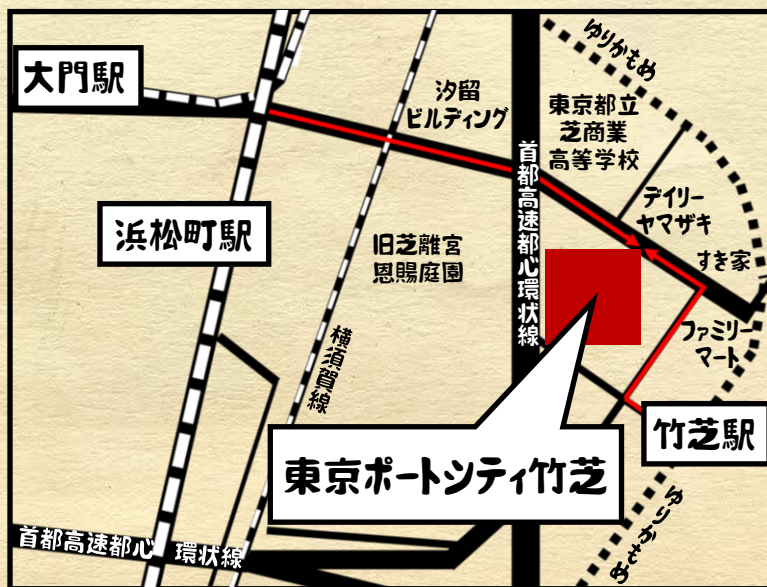 ゆりかもめ
大門駅
汐留
ビルディング
東京都立
芝商業
高等学校
首都高速都心環状線
デイリー
ヤマザキ
浜松町駅
旧芝離宮
恩賜庭園
すき家
ファミリー
マート
横須賀線
竹芝駅
東京ポートシティ竹芝
ゆりかもめ
首都高速都心 環状線